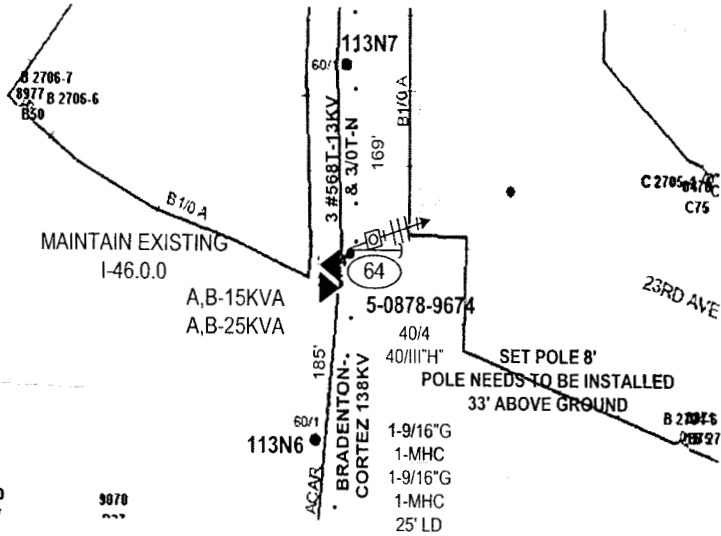 113N7
60/1
B 2706-7
8977
B 2706-6
B50
3 #568T-13KV
& 3/0T-N
169'
B1/0 A
B1/0 A
C 2705-4
C75
MAINTAIN EXISTING
I-46.0.0
64
23RD AVE
A,B-15KVA
A,B-25KVA
5-0878-9674
40/4
40/III"H"
185'
BRADENTON-
CORTEZ 138KV
SET POLE 8'
POLE NEEDS TO BE INSTALLED
33' ABOVE GROUND
60/1
113N6
ACAR
1-9/16"G
1-MHC
1-9/16"G
1-MHC
25' LD
9870